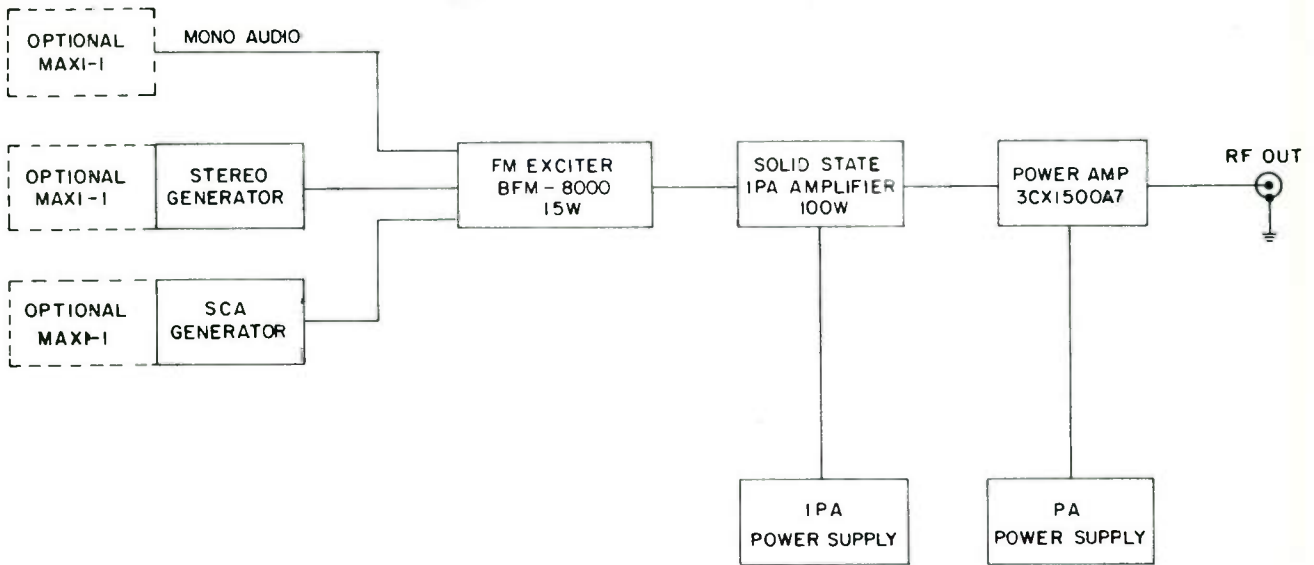 OPTIONAL
MAXI-1
MONO AUDIO
OPTIONAL
MAXI-1
STEREO
GENERATOR
OPTIONAL
MAXI-1
SCA
GENERATOR
FM EXCITER
BFM-8000
15W
SOLID STATE
IPA AMPLIFIER
100W
POWER AMP
3CX1500A7
RF OUT
IPA
POWER SUPPLY
PA
POWER SUPPLY